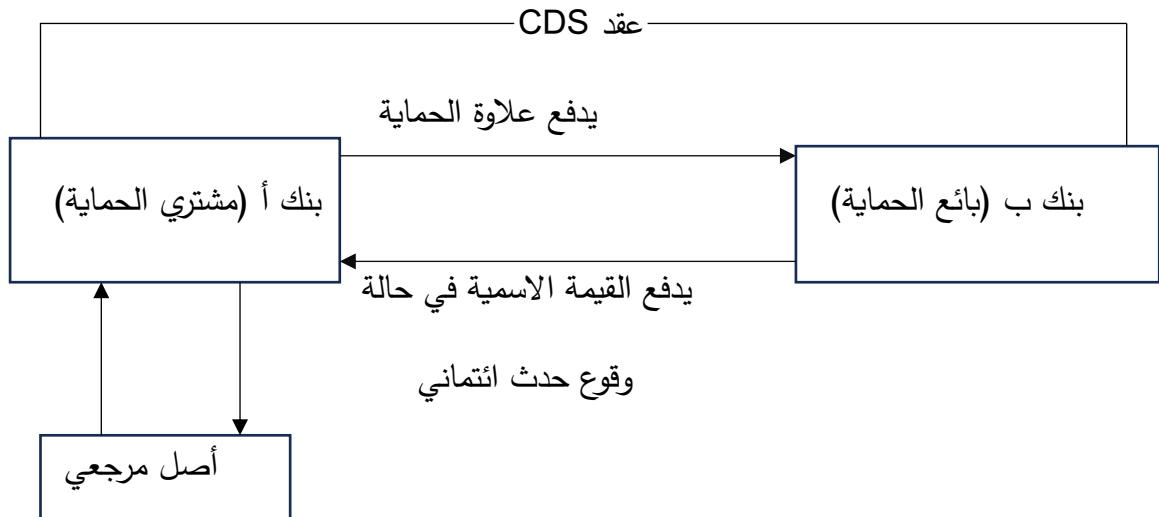 عقد CDS
يدفع علاوة الحماية
بنك أ (مشتري الحماية)
بنك ب (بائع الحماية)
يدفع القيمة الاسمية في حالة
وقوع حدث ائتماني
أصل مرجعي